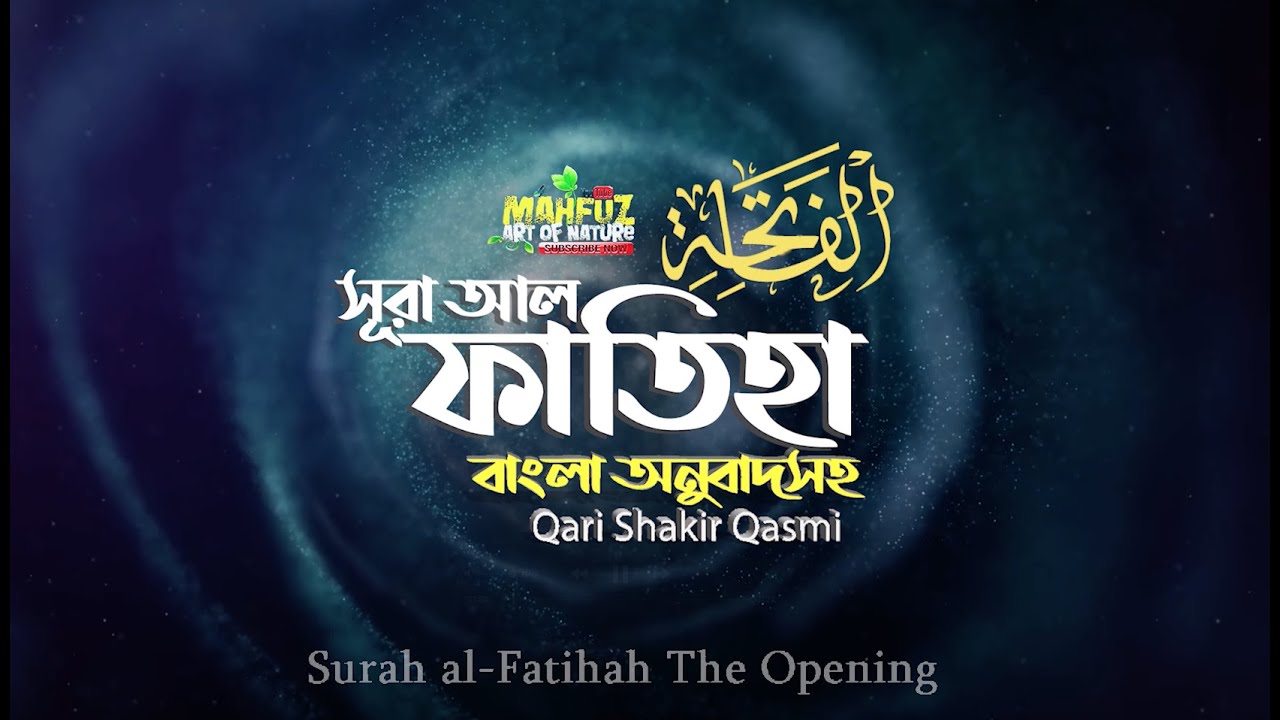 MAHFUZ
ART OF NATURE
SUBSCRIBE NOW
الفاتحة
সূরা আল
ফাতিহা
বাংলা অনুবাদসহ
Qari Shakir Qasmi
Surah al-Fatihah The Opening